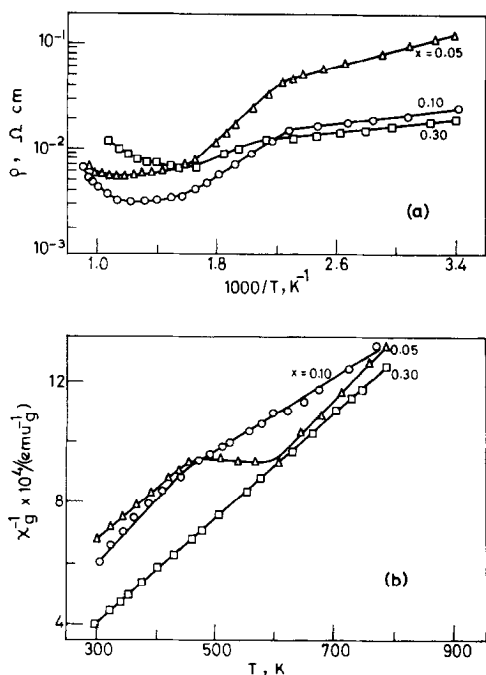 10⁻¹
10⁻²
10⁻³
ρ, Ω cm
x = 0.05
0.10
0.30
(a)
1.0 1.8 2.6 3.4
1000/T, K⁻¹
12
8
4
χg⁻¹ x 10⁴/(emu⁻¹g)
x = 0.10
0.05
0.30
(b)
300 500 700 900
T, K